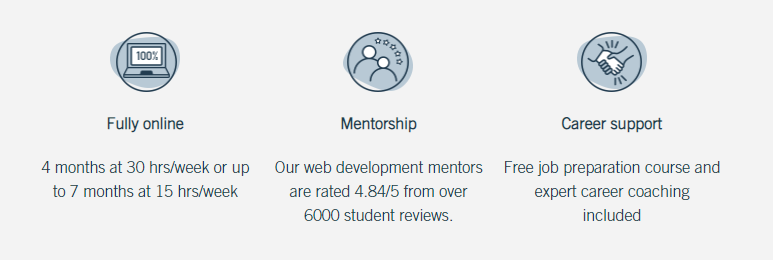 100%
Fully online
4 months at 30 hrs/week or up
to 7 months at 15 hrs/week
Mentorship
Our web development mentors
are rated 4.84/5 from over
6000 student reviews.
Career support
Free job preparation course and
expert career coaching
included